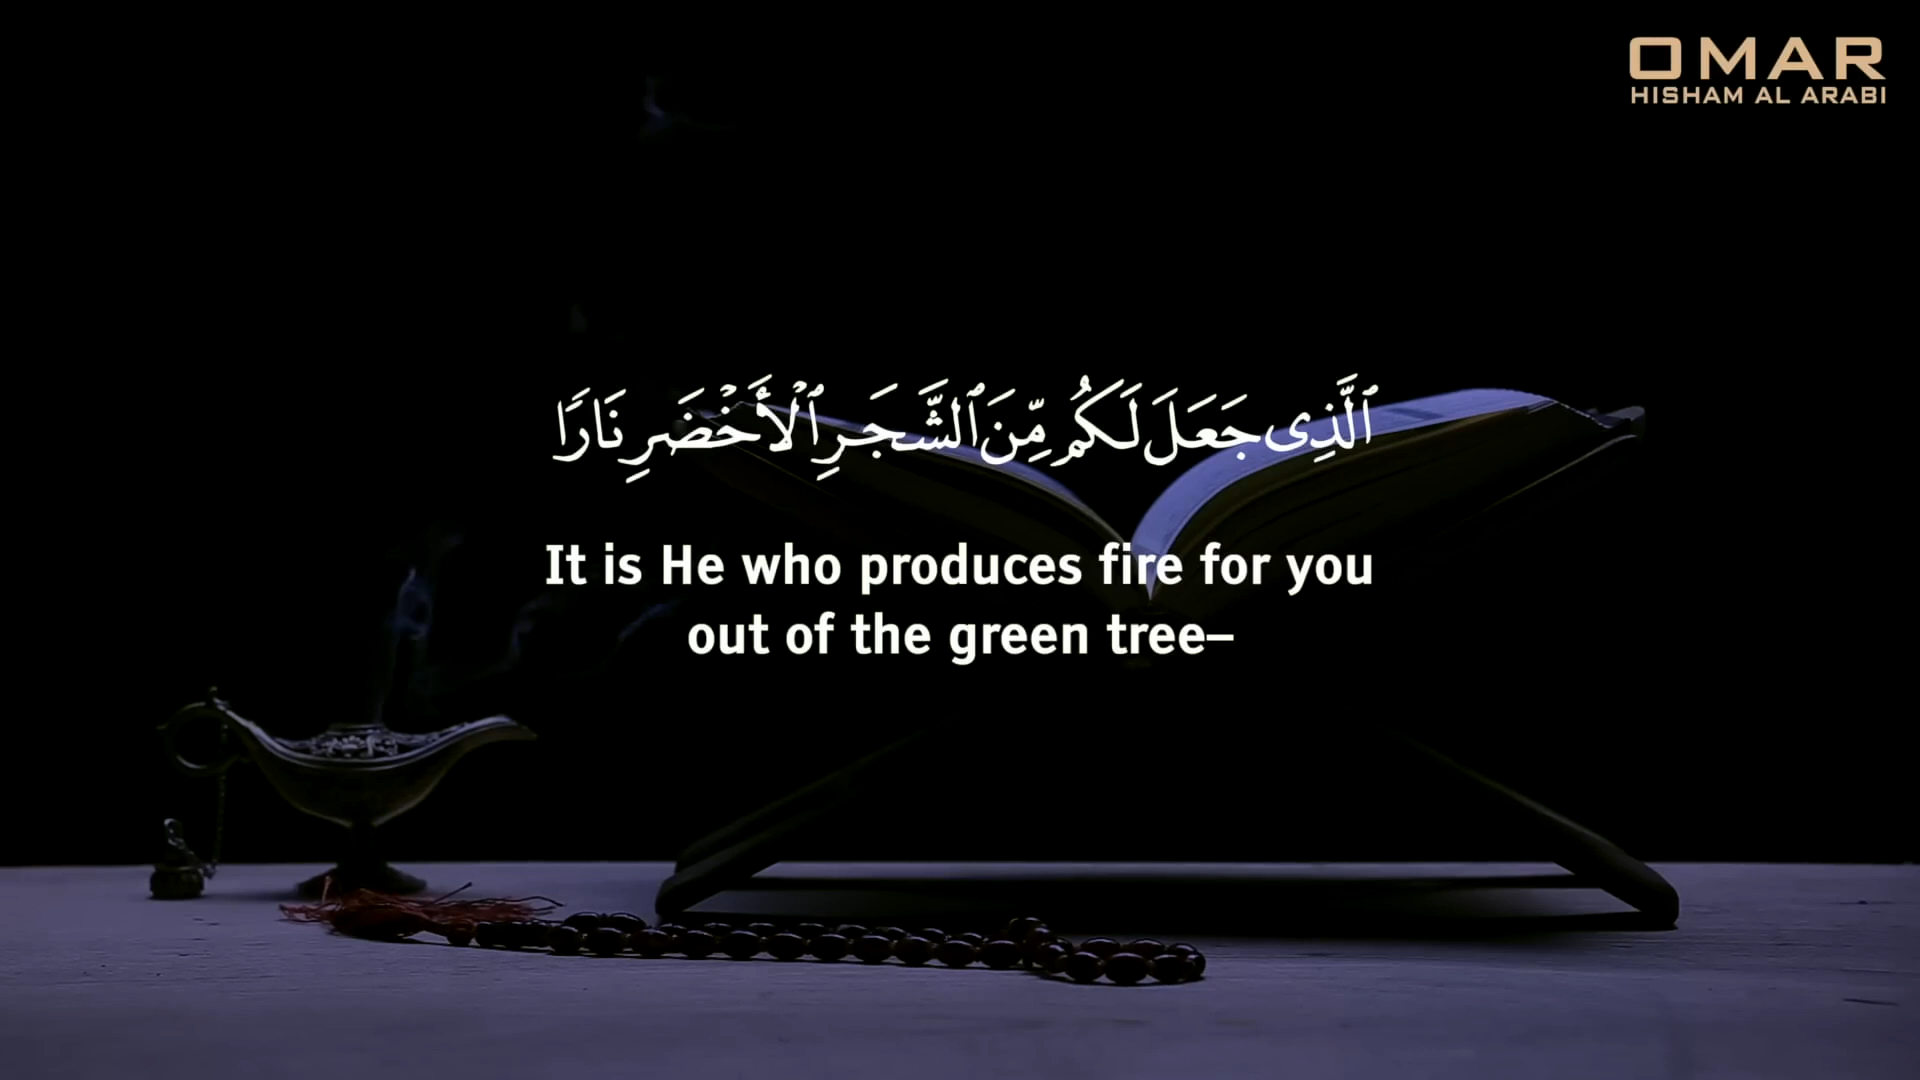 OMAR
HISHAM AL ARABI
ٱلَّذِى جَعَلَ لَكُم مِّنَ ٱلشَّجَرِ ٱلْأَخْضَرِ نَارًا
It is He who produces fire for you
out of the green tree–